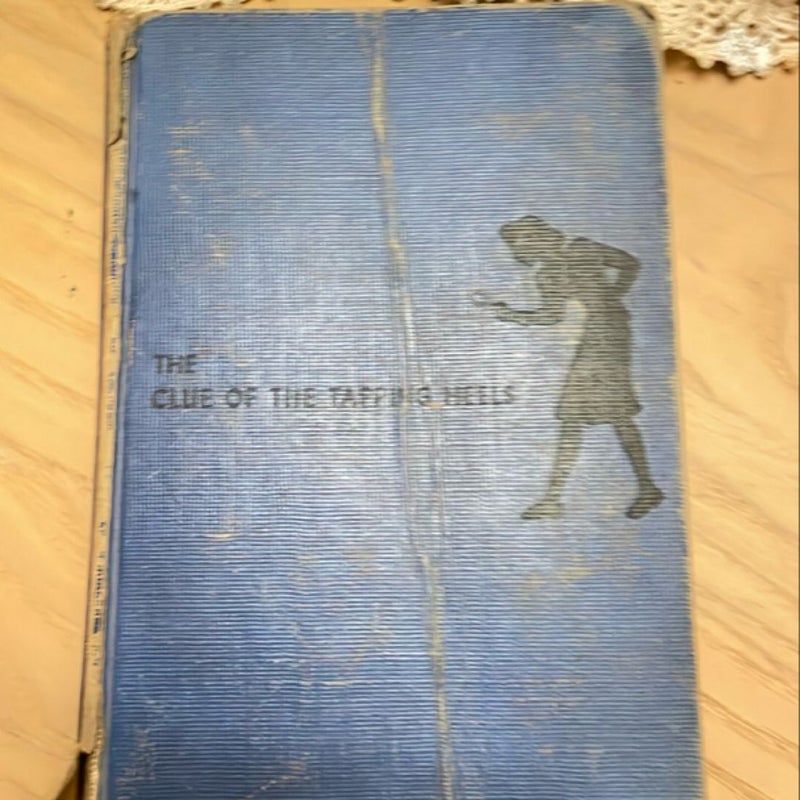 THE
CLUE OF THE TAPPING HEELS